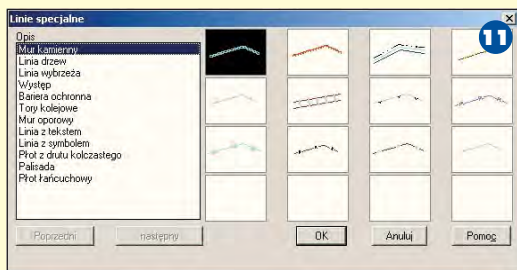 Linie specjalne
11
Opis
Mur kamienny
Linia drzew
Linia wybrzeża
Występ
Bariera ochronna
Tory kolejowe
Mur oporowy
Linia z tekstem
Linia z symbolem
Płot z drutu kolczastego
Palisada
Płot łańcuchowy
Poprzedni
następny
OK
Anuluj
Pomoc